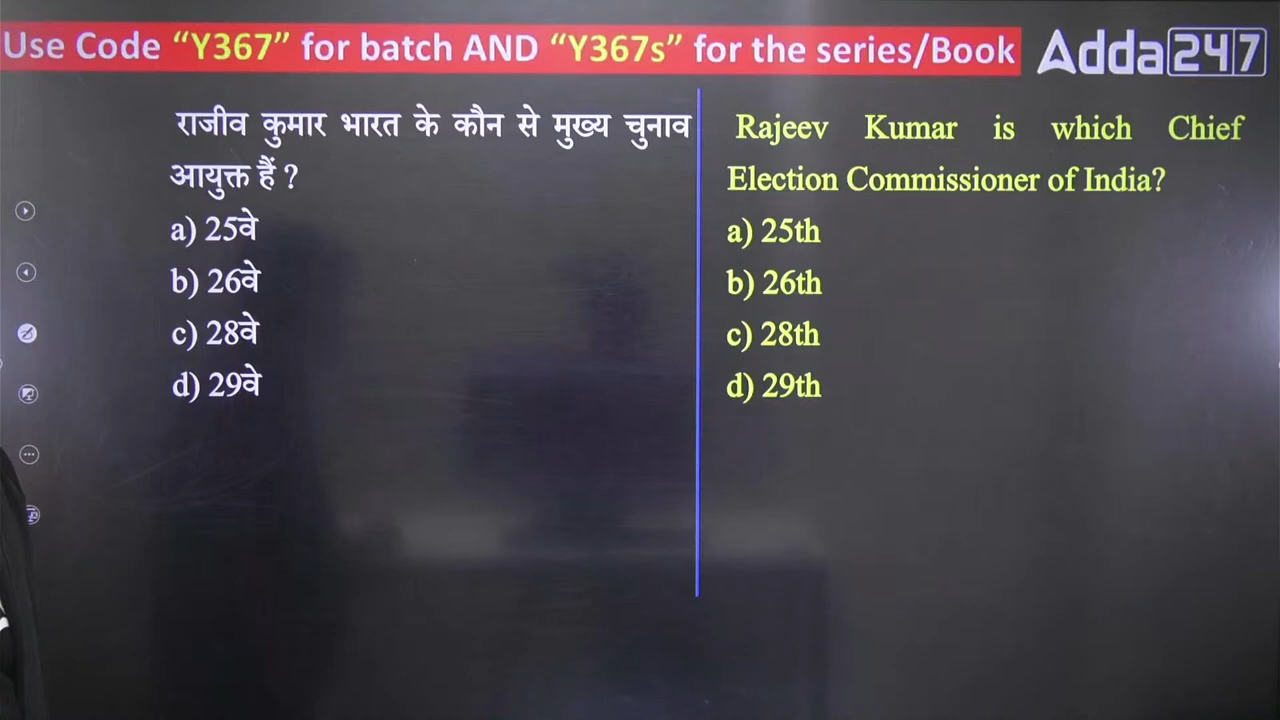 Use Code “Y367” for batch AND “Y367s” for the series/Book
Adda247
राजीव कुमार भारत के कौन से मुख्य चुनाव
आयुक्त हैं ?
a) 25वे
b) 26वे
c) 28वे
d) 29वे
Rajeev Kumar is which Chief
Election Commissioner of India?
a) 25th
b) 26th
c) 28th
d) 29th